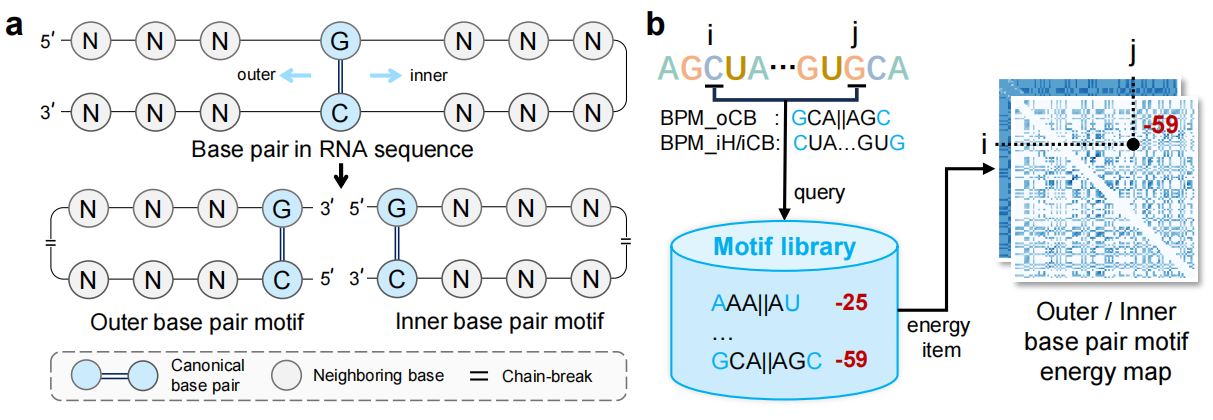 a
5′ N N N G N N N
outer inner
3′ N N N C N N N
Base pair in RNA sequence
N N N G 3′ 5′ G N N N
N N N C 5′ 3′ C N N N
Outer base pair motif
Inner base pair motif
Canonical
base pair
Neighboring base
Chain-break
b
i j
AGCUA···GUGCA
BPM_oCB : GCA||AGC
BPM_iH/iCB: CUA...GUG
query
Motif library
AAA||AU -25
...
GCA||AGC -59
energy
item
j
i
-59
Outer / Inner
base pair motif
energy map